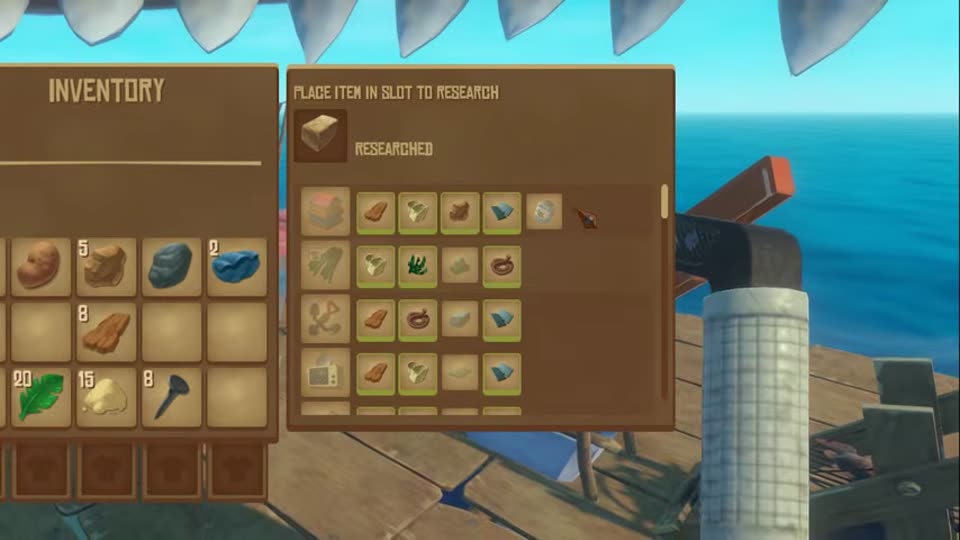 INVENTORY
PLACE ITEM IN SLOT TO RESEARCH
RESEARCHED
5
2
8
20
15
8